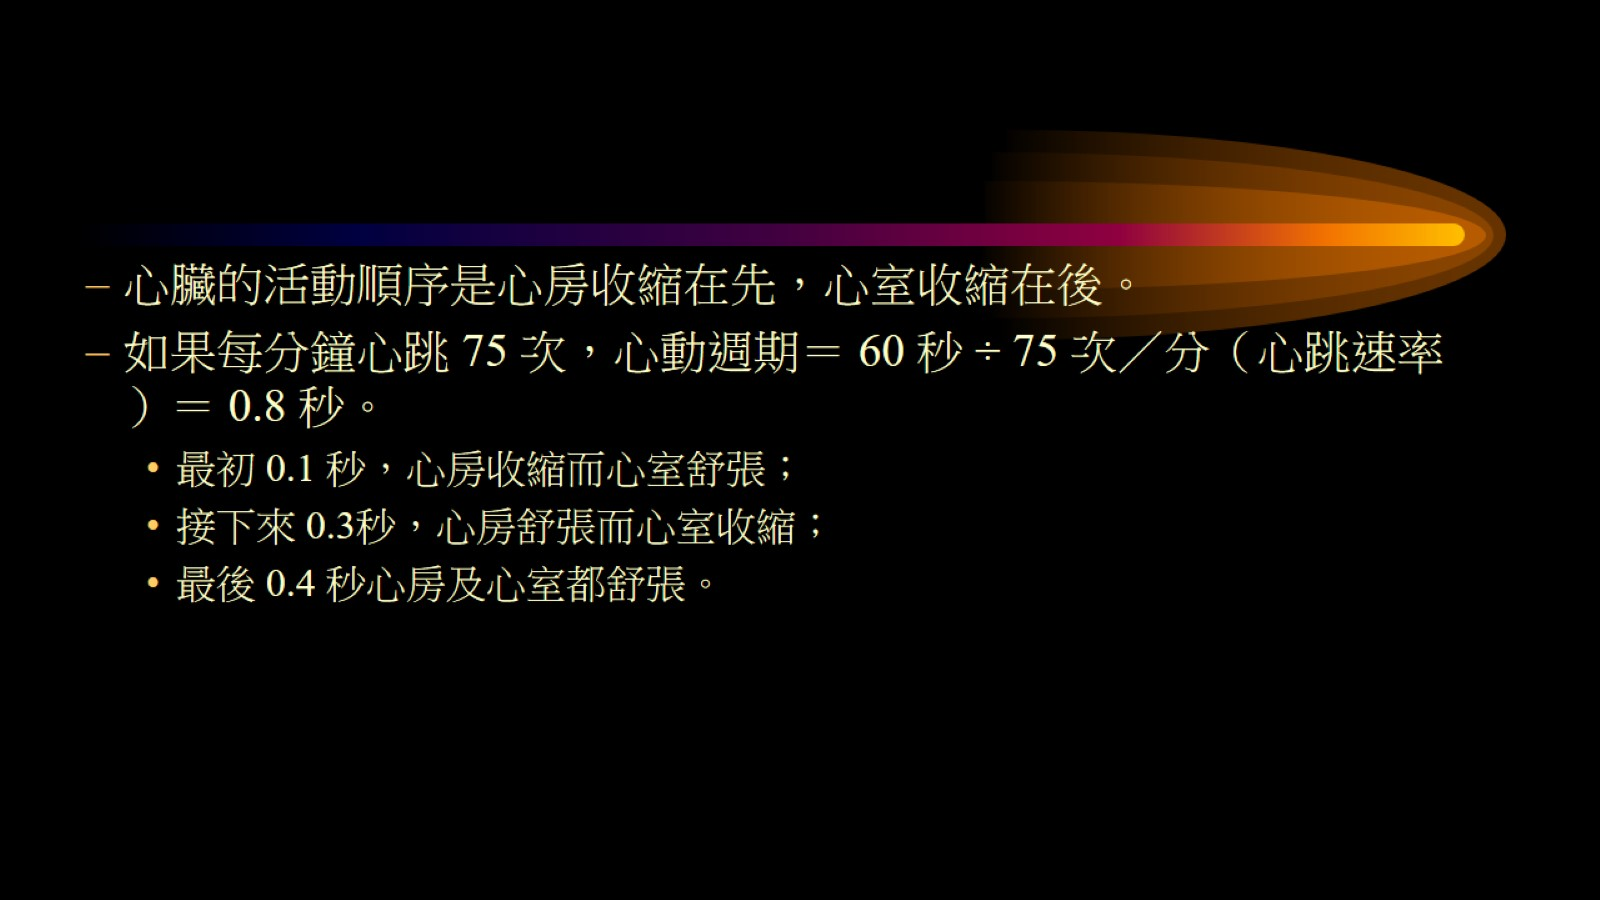 – 心臟的活動順序是心房收縮在先，心室收縮在後。
– 如果每分鐘心跳 75 次，心動週期＝ 60 秒 ÷ 75 次／分（心跳速率
）＝ 0.8 秒。
• 最初 0.1 秒，心房收縮而心室舒張；
• 接下來 0.3秒，心房舒張而心室收縮；
• 最後 0.4 秒心房及心室都舒張。